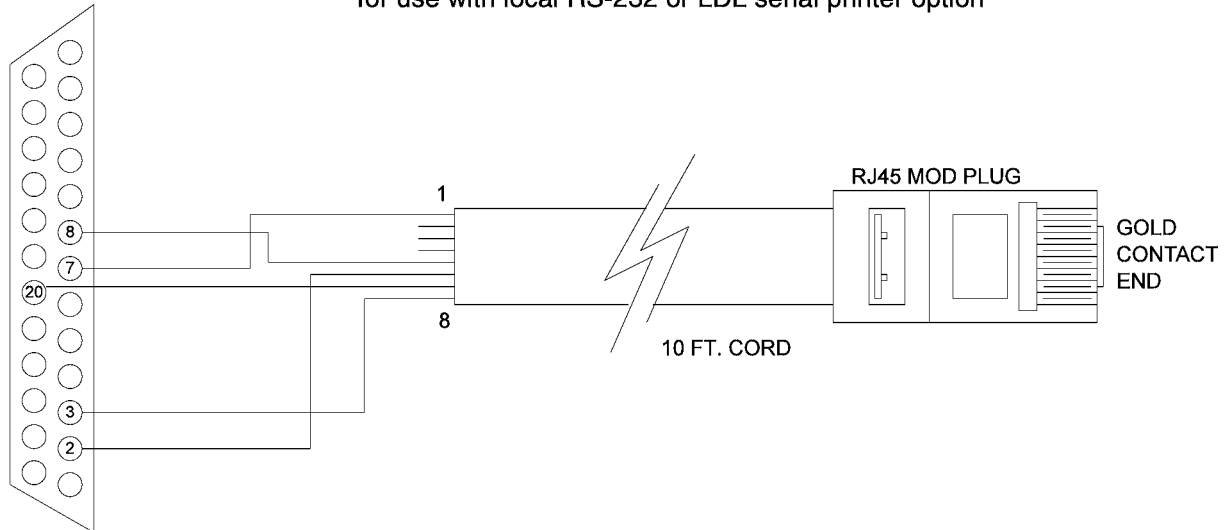 for use with local RS-232 or LDL serial printer option
1
RJ45 MOD PLUG
8
7
20
GOLD
CONTACT
END
8
10 FT. CORD
3
2